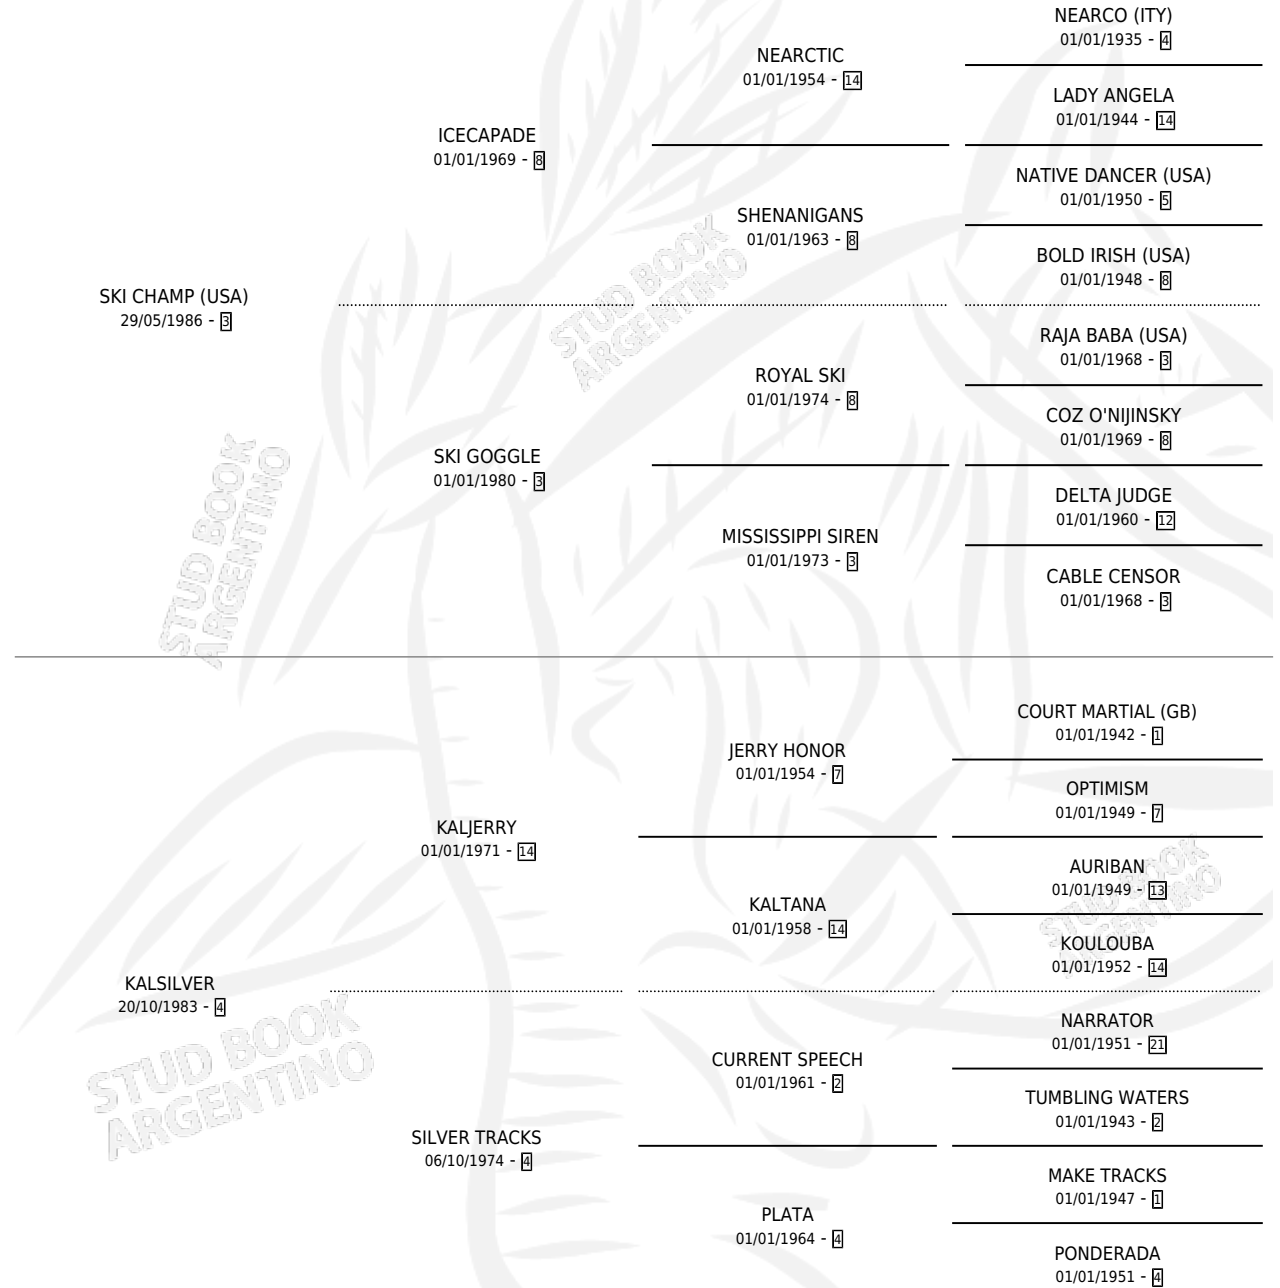 NEARCO (ITY)
01/01/1935 - 4
NEARCTIC
01/01/1954 - 14
LADY ANGELA
01/01/1944 - 14
ICECAPADE
01/01/1969 - 8
NATIVE DANCER (USA)
01/01/1950 - 5
SHENANIGANS
01/01/1963 - 8
BOLD IRISH (USA)
01/01/1948 - 8
SKI CHAMP (USA)
29/05/1986 - 3
RAJA BABA (USA)
01/01/1968 - 3
ROYAL SKI
01/01/1974 - 8
COZ O'NIJINSKY
01/01/1969 - 8
SKI GOGGLE
01/01/1980 - 3
DELTA JUDGE
01/01/1960 - 12
MISSISSIPPI SIREN
01/01/1973 - 3
CABLE CENSOR
01/01/1968 - 3
COURT MARTIAL (GB)
01/01/1942 - 1
JERRY HONOR
01/01/1954 - 7
OPTIMISM
01/01/1949 - 7
KALJERRY
01/01/1971 - 14
AURIBAN
01/01/1949 - 13
KALTANA
01/01/1958 - 14
KOULOUBA
01/01/1952 - 14
KALSILVER
20/10/1983 - 4
NARRATOR
01/01/1951 - 21
CURRENT SPEECH
01/01/1961 - 2
TUMBLING WATERS
01/01/1943 - 2
SILVER TRACKS
06/10/1974 - 4
MAKE TRACKS
01/01/1947 - 1
PLATA
01/01/1964 - 4
PONDERADA
01/01/1951 - 4
STUD BOOK
ARGENTINO
STUD BOOK
ARGENTINO
STUD BOOK
ARGENTINO
STUD BOOK
ARGENTINO